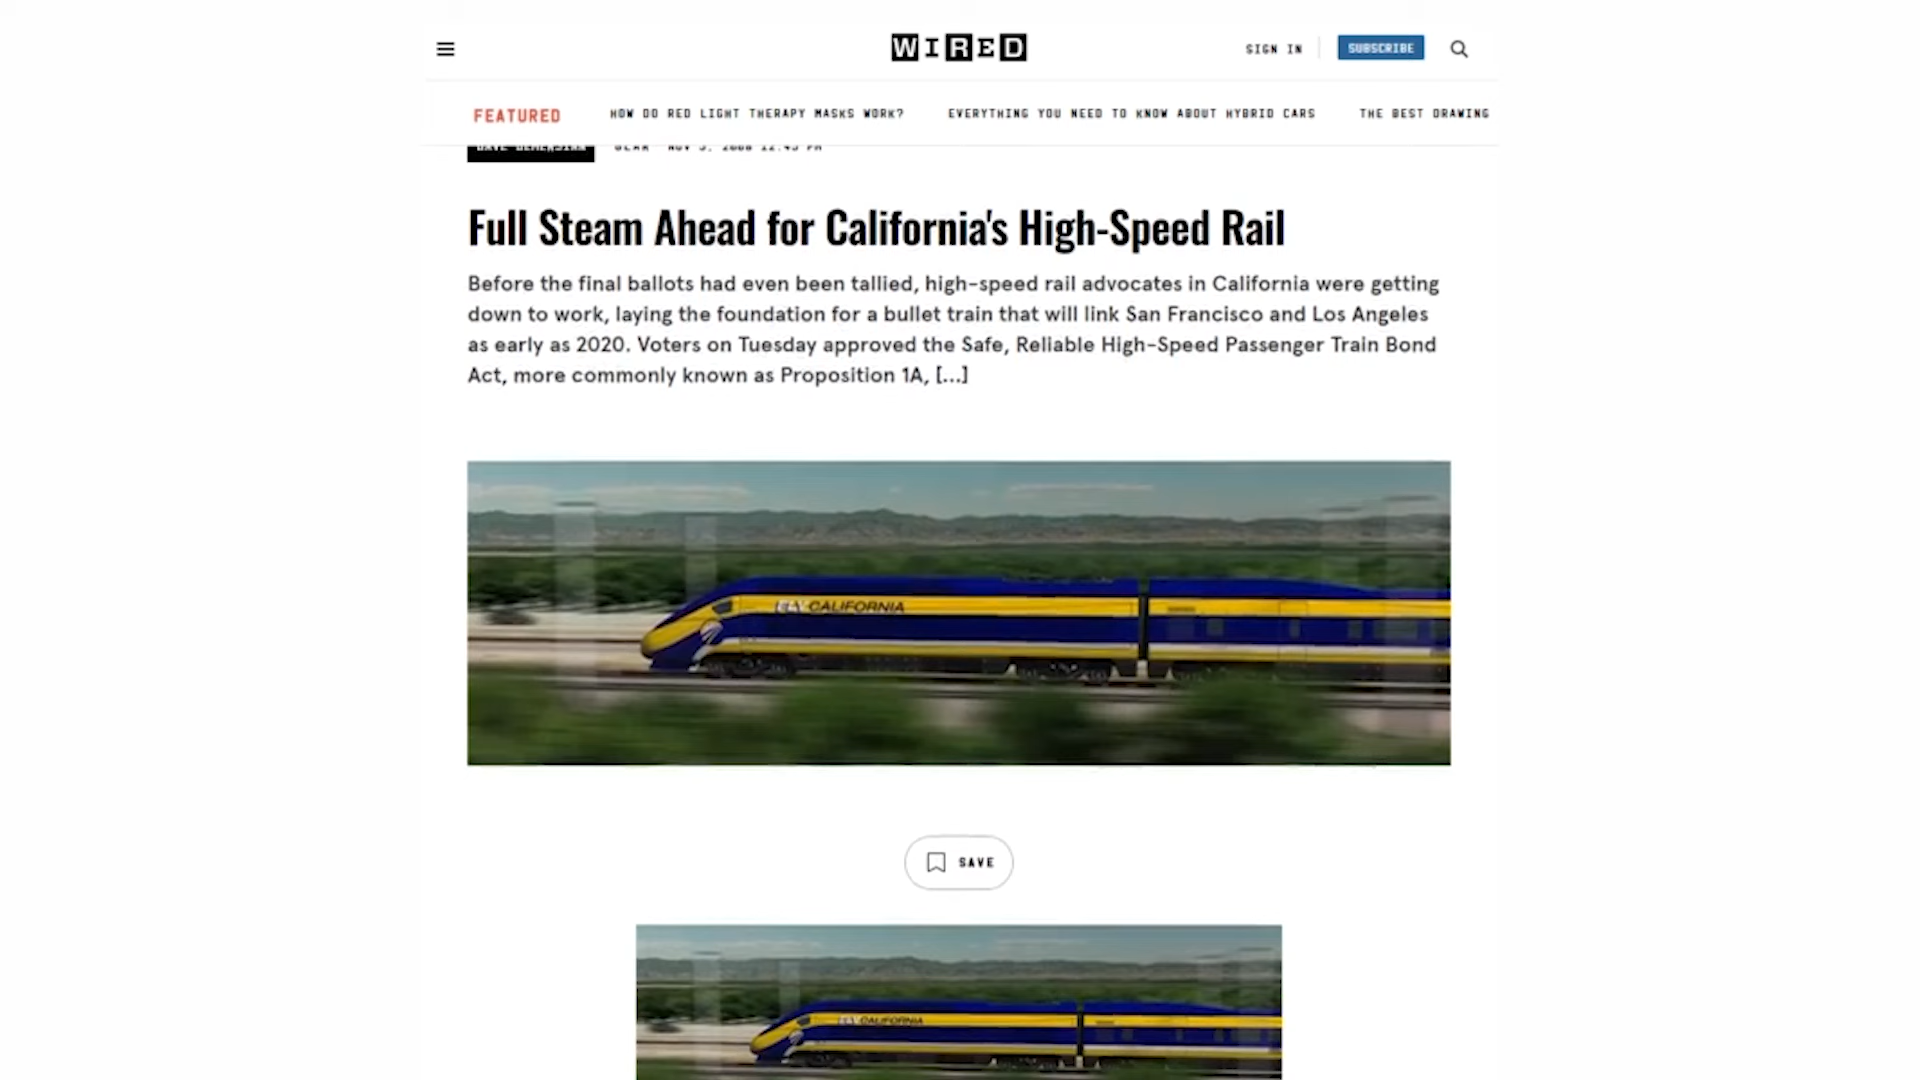 WIRED
SIGN IN
SUBSCRIBE
FEATURED
HOW DO RED LIGHT THERAPY MASKS WORK?
EVERYTHING YOU NEED TO KNOW ABOUT HYBRID CARS
THE BEST DRAWING
Full Steam Ahead for California's High-Speed Rail
Before the final ballots had even been tallied, high-speed rail advocates in California were getting
down to work, laying the foundation for a bullet train that will link San Francisco and Los Angeles
as early as 2020. Voters on Tuesday approved the Safe, Reliable High-Speed Passenger Train Bond
Act, more commonly known as Proposition 1A, [...]
CALIFORNIA
SAVE
CALIFORNIA